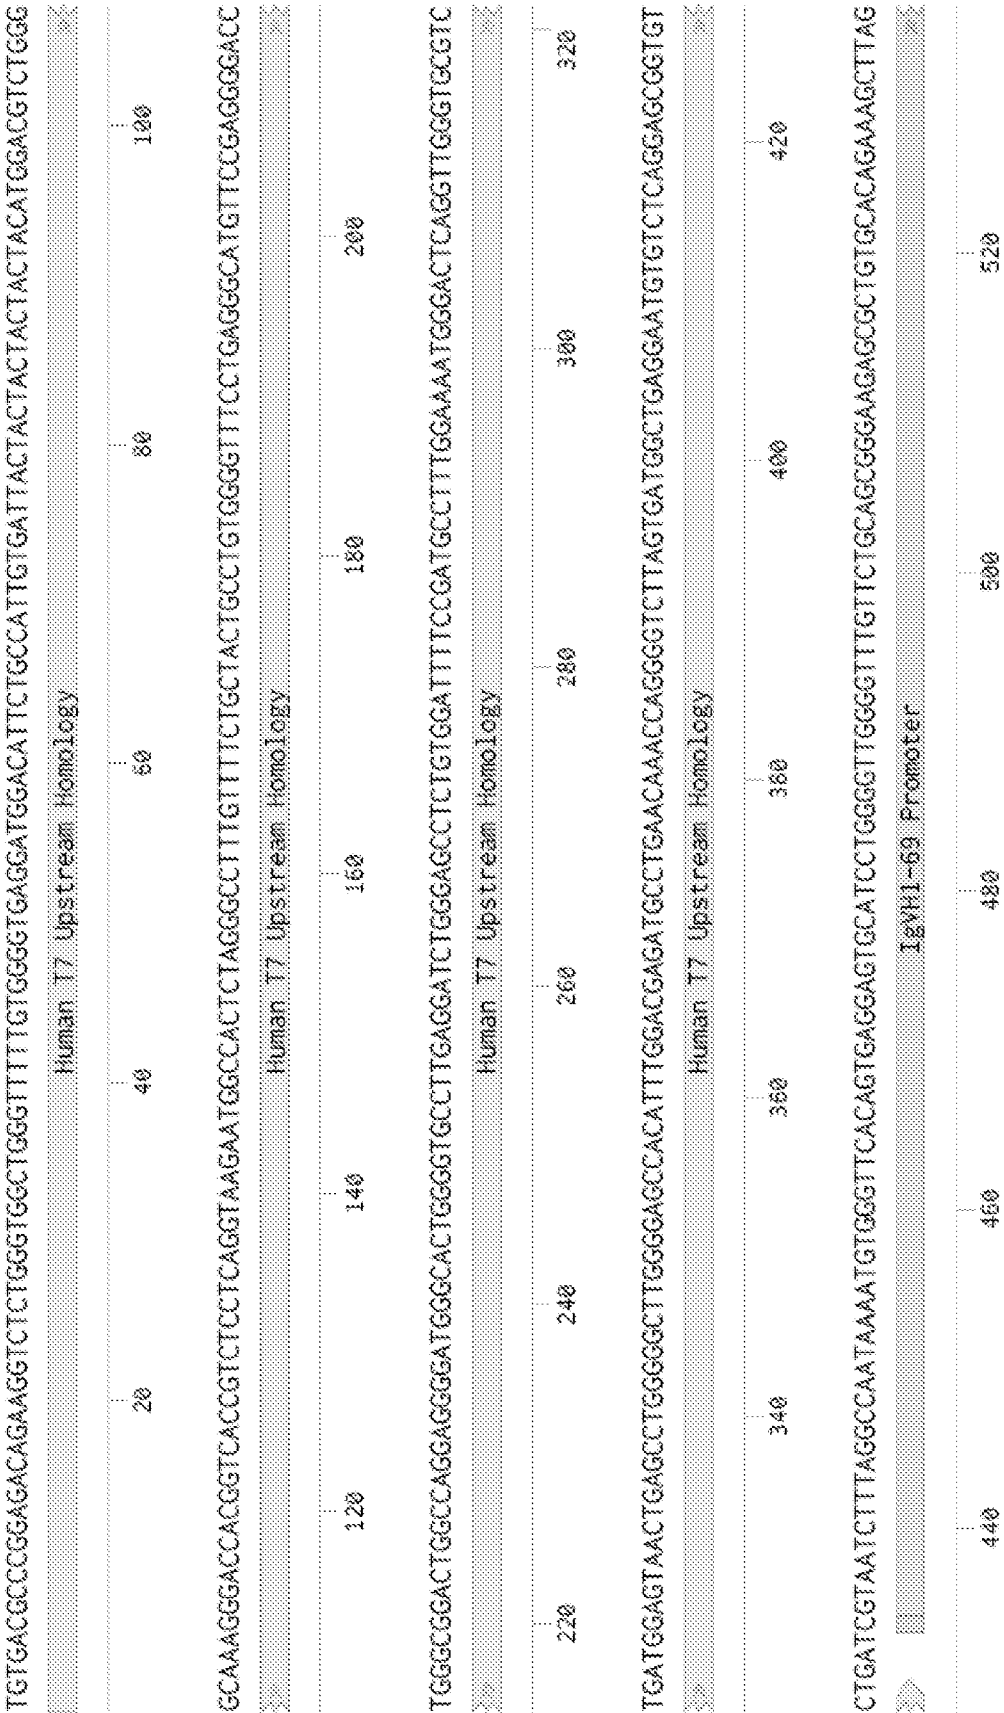 TGTGACGCCCGGAGACAGAAGGTCTCTGGGTGGCTGGGTTTTTGTGGGGTGAGGATGGACATTCTGCCATTGTGATTACTACTACTACTACTACATGGACGTCTGGG
Human T7 Upstream Homology
20 40 60 80 100
GCAAAGGGACCACGGTCACCGTCTCCTCAGGTAAGAATGGCCACTCTAGGGCCTTTGTTTTCTGCTACTGCCTGTGGGGTTTCCTGAGGGCATGTTCCGAGGGGACC
Human T7 Upstream Homology
120 140 160 180 200
TGGGCGGACTGGCCAGGAGGGGATGGGCACTGGGGTGCCTTGAGGATCTGGGAGCCTCTGTGGATTTTCCGATGCCTTTGGAAAATGGGACTCAGGTTGGGTGCGTC
Human T7 Upstream Homology
220 240 260 280 300 320
TGATGGAGTAACTGAGCCTGGGGGCTTGGGGAGCCACATTTGGACGAGATGCCTGAACAAACCAGGGGTCTTAGTGATGGCTGAGGAATGTGTCTCAGGAGCGGTGT
Human T7 Upstream Homology
340 360 380 400 420
CTGATCGTAATCTTTAGGCCAATAAAATGTGGGTTCACAGTGAGGAGTGCATCCTGGGGTTGGGGTTTGTTCTGCAGCGGGAAGAGCGCTGTGCACAGAAAGCTTAG
IgVH1-69 Promoter
440 460 480 500 520